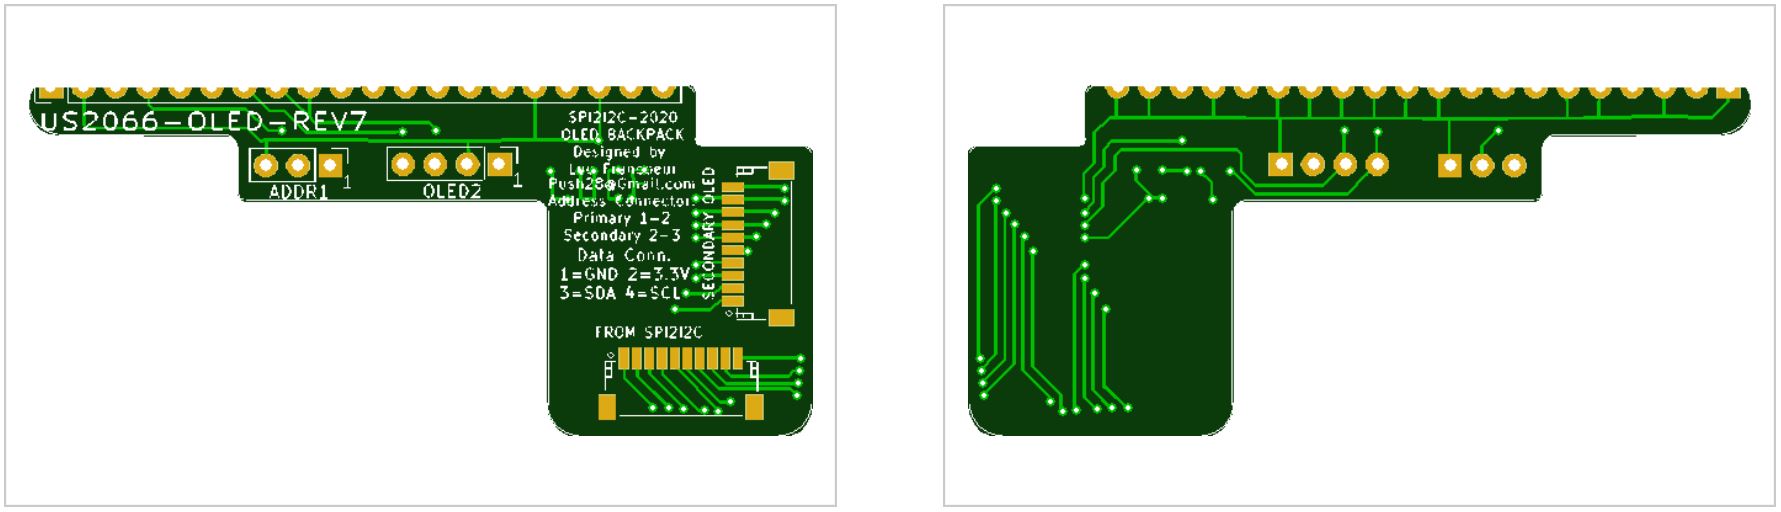 US2066-OLED-REV7
SPI2I2C-2020
OLED BACKPACK
Designed by
Push28@Gmail.com
Address Connector:
Primary 1-2
Secondary 2-3
Data Conn.
1=GND 2=3.3V
3=SDA 4=SCL
ADDR1
1
OLED2
1
SECONDARY OLED
FROM SPI2I2C